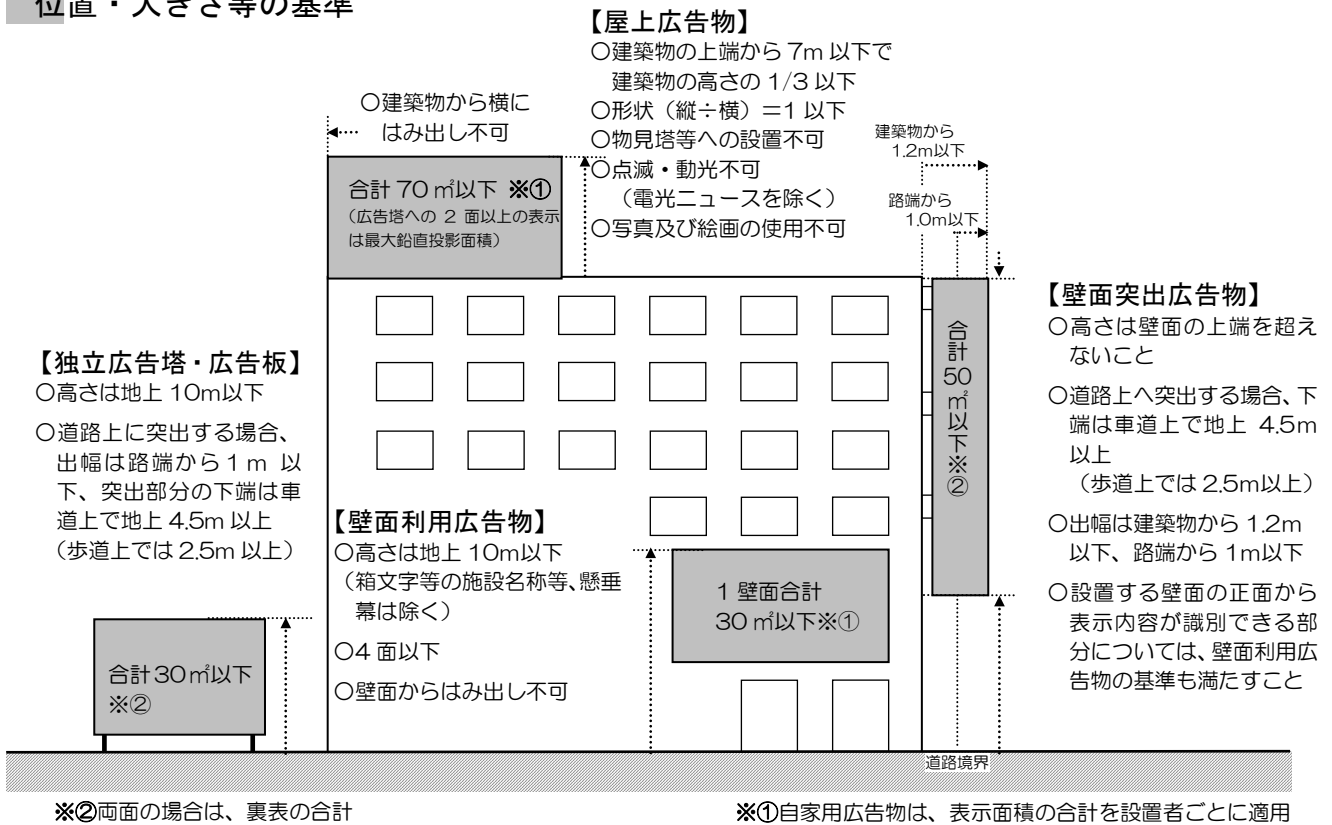 位置・大きさ等の基準
【屋上広告物】
〇建築物の上端から 7m 以下で
建築物の高さの 1/3 以下
〇形状（縦÷横）＝1 以下
〇物見塔等への設置不可
〇点滅・動光不可
（電光ニュースを除く）
〇写真及び絵画の使用不可
〇建築物から横に
はみ出し不可
合計 70 ㎡以下 ※①
（広告塔への 2 面以上の表示
は最大鉛直投影面積）
建築物から
1.2m以下
路端から
1.0m以下
【壁面突出広告物】
〇高さは壁面の上端を超え
ないこと
〇道路上へ突出する場合、下
端は車道上で地上 4.5m
以上
（歩道上では 2.5m以上）
〇出幅は建築物から 1.2m
以下、路端から 1m以下
〇設置する壁面の正面から
表示内容が識別できる部
分については、壁面利用広
告物の基準も満たすこと
合計50㎡以下※②
【独立広告塔・広告板】
〇高さは地上 10m以下
〇道路上に突出する場合、
出幅は路端から1 m 以
下、突出部分の下端は車
道上で地上 4.5m 以上
（歩道上では 2.5m 以上）
合計30㎡以下
※②
【壁面利用広告物】
〇高さは地上 10m以下
（箱文字等の施設名称等、懸垂
幕は除く）
〇4 面以下
〇壁面からはみ出し不可
1 壁面合計
30 ㎡以下※①
道路境界
※②両面の場合は、裏表の合計
※①自家用広告物は、表示面積の合計を設置者ごとに適用